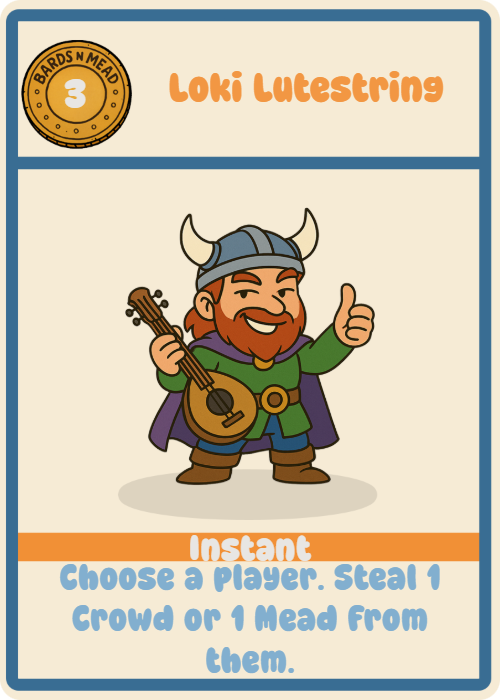 BARDS N MEAD
3
Loki Lutestring
Instant
Choose a Player. Steal 1
Crowd or 1 Mead From
them.